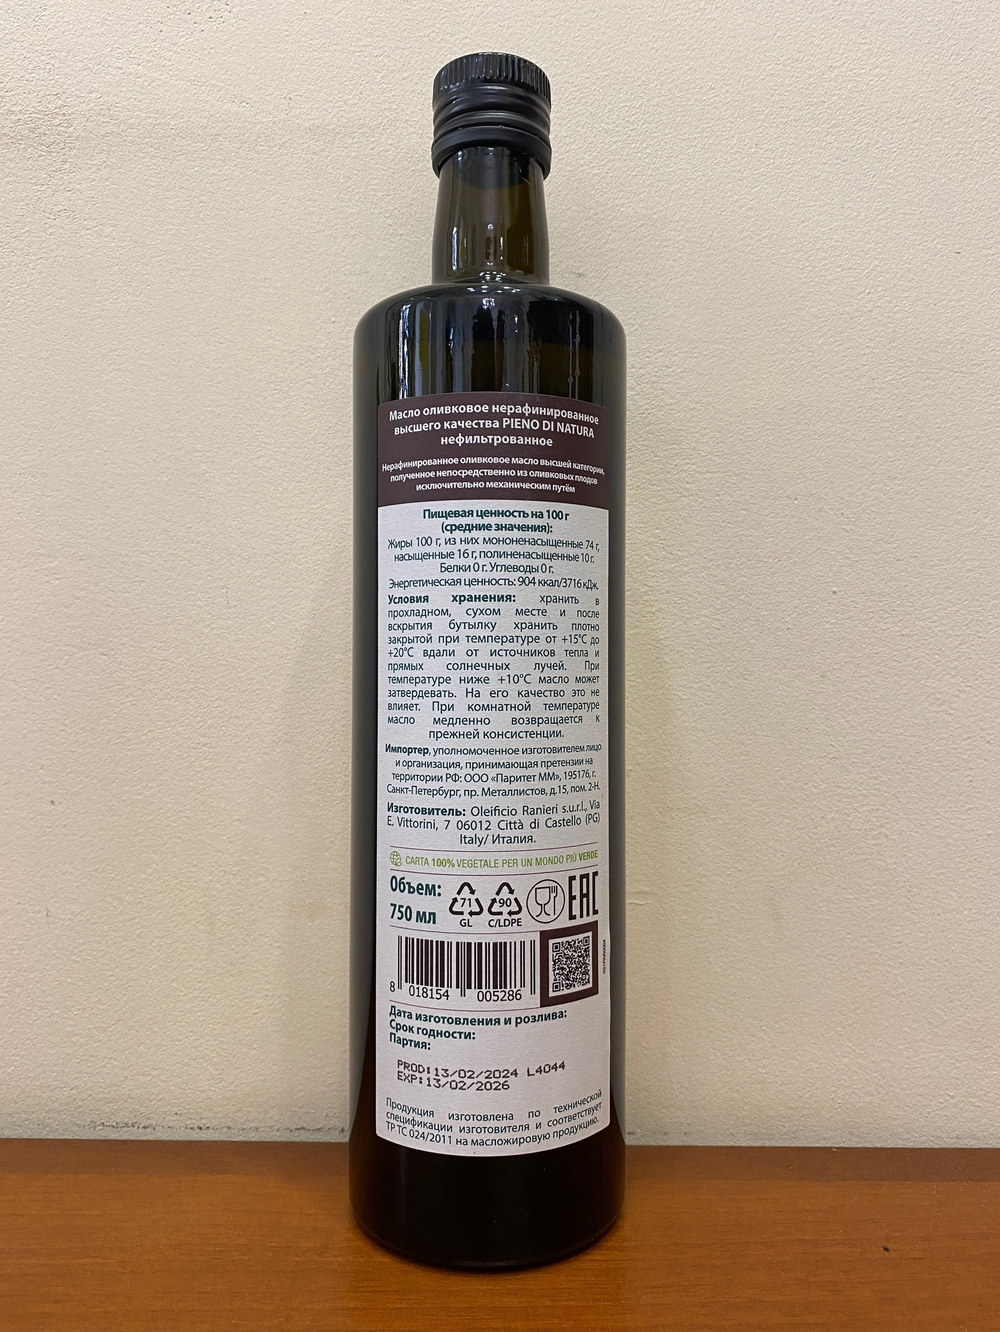 Масло оливковое нерафинированное
высшего качества PIENO DI NATURA
нефильтрованное
Нерафинированное оливковое масло высшей категории,
полученное непосредственно из оливковых плодов
исключительно механическим путём
Пищевая ценность на 100 г
(средние значения):
Жиры 100 г, из них мононенасыщенные 74 г,
насыщенные 16 г, полиненасыщенные 10 г.
Белки 0 г. Углеводы 0 г.
Энергетическая ценность: 904 ккал/3716 кДж.
Условия хранения: хранить в
прохладном, сухом месте и после
вскрытия бутылку хранить плотно
закрытой при температуре от +15°С до
+20°С вдали от источников тепла и
прямых солнечных лучей. При
температуре ниже +10°С масло может
затвердевать. На его качество это не
влияет. При комнатной температуре
масло медленно возвращается к
прежней консистенции.
Импортер, уполномоченное изготовителем лицо
и организация, принимающая претензии на
территории РФ: ООО «Паритет ММ», 195176, г.
Санкт-Петербург, пр. Металлистов, д.15, пом. 2-Н.
Изготовитель: Oleificio Ranieri s.u.r.l., Via
E. Vittorini, 7 06012 Città di Castello (PG)
Italy/ Италия.
CARTA 100% VEGETALE PER UN MONDO PIÙ VERDE
Объем:
750 мл
71
GL
90
C/LDPE
EAC
8 018154 005286
Дата изготовления и розлива:
Срок годности:
Партия:
PROD:13/02/2024 L4044
EXP:13/02/2026
Продукция изготовлена по технической
спецификации изготовителя и соответствует
ТР ТС 024/2011 на масложировую продукцию.